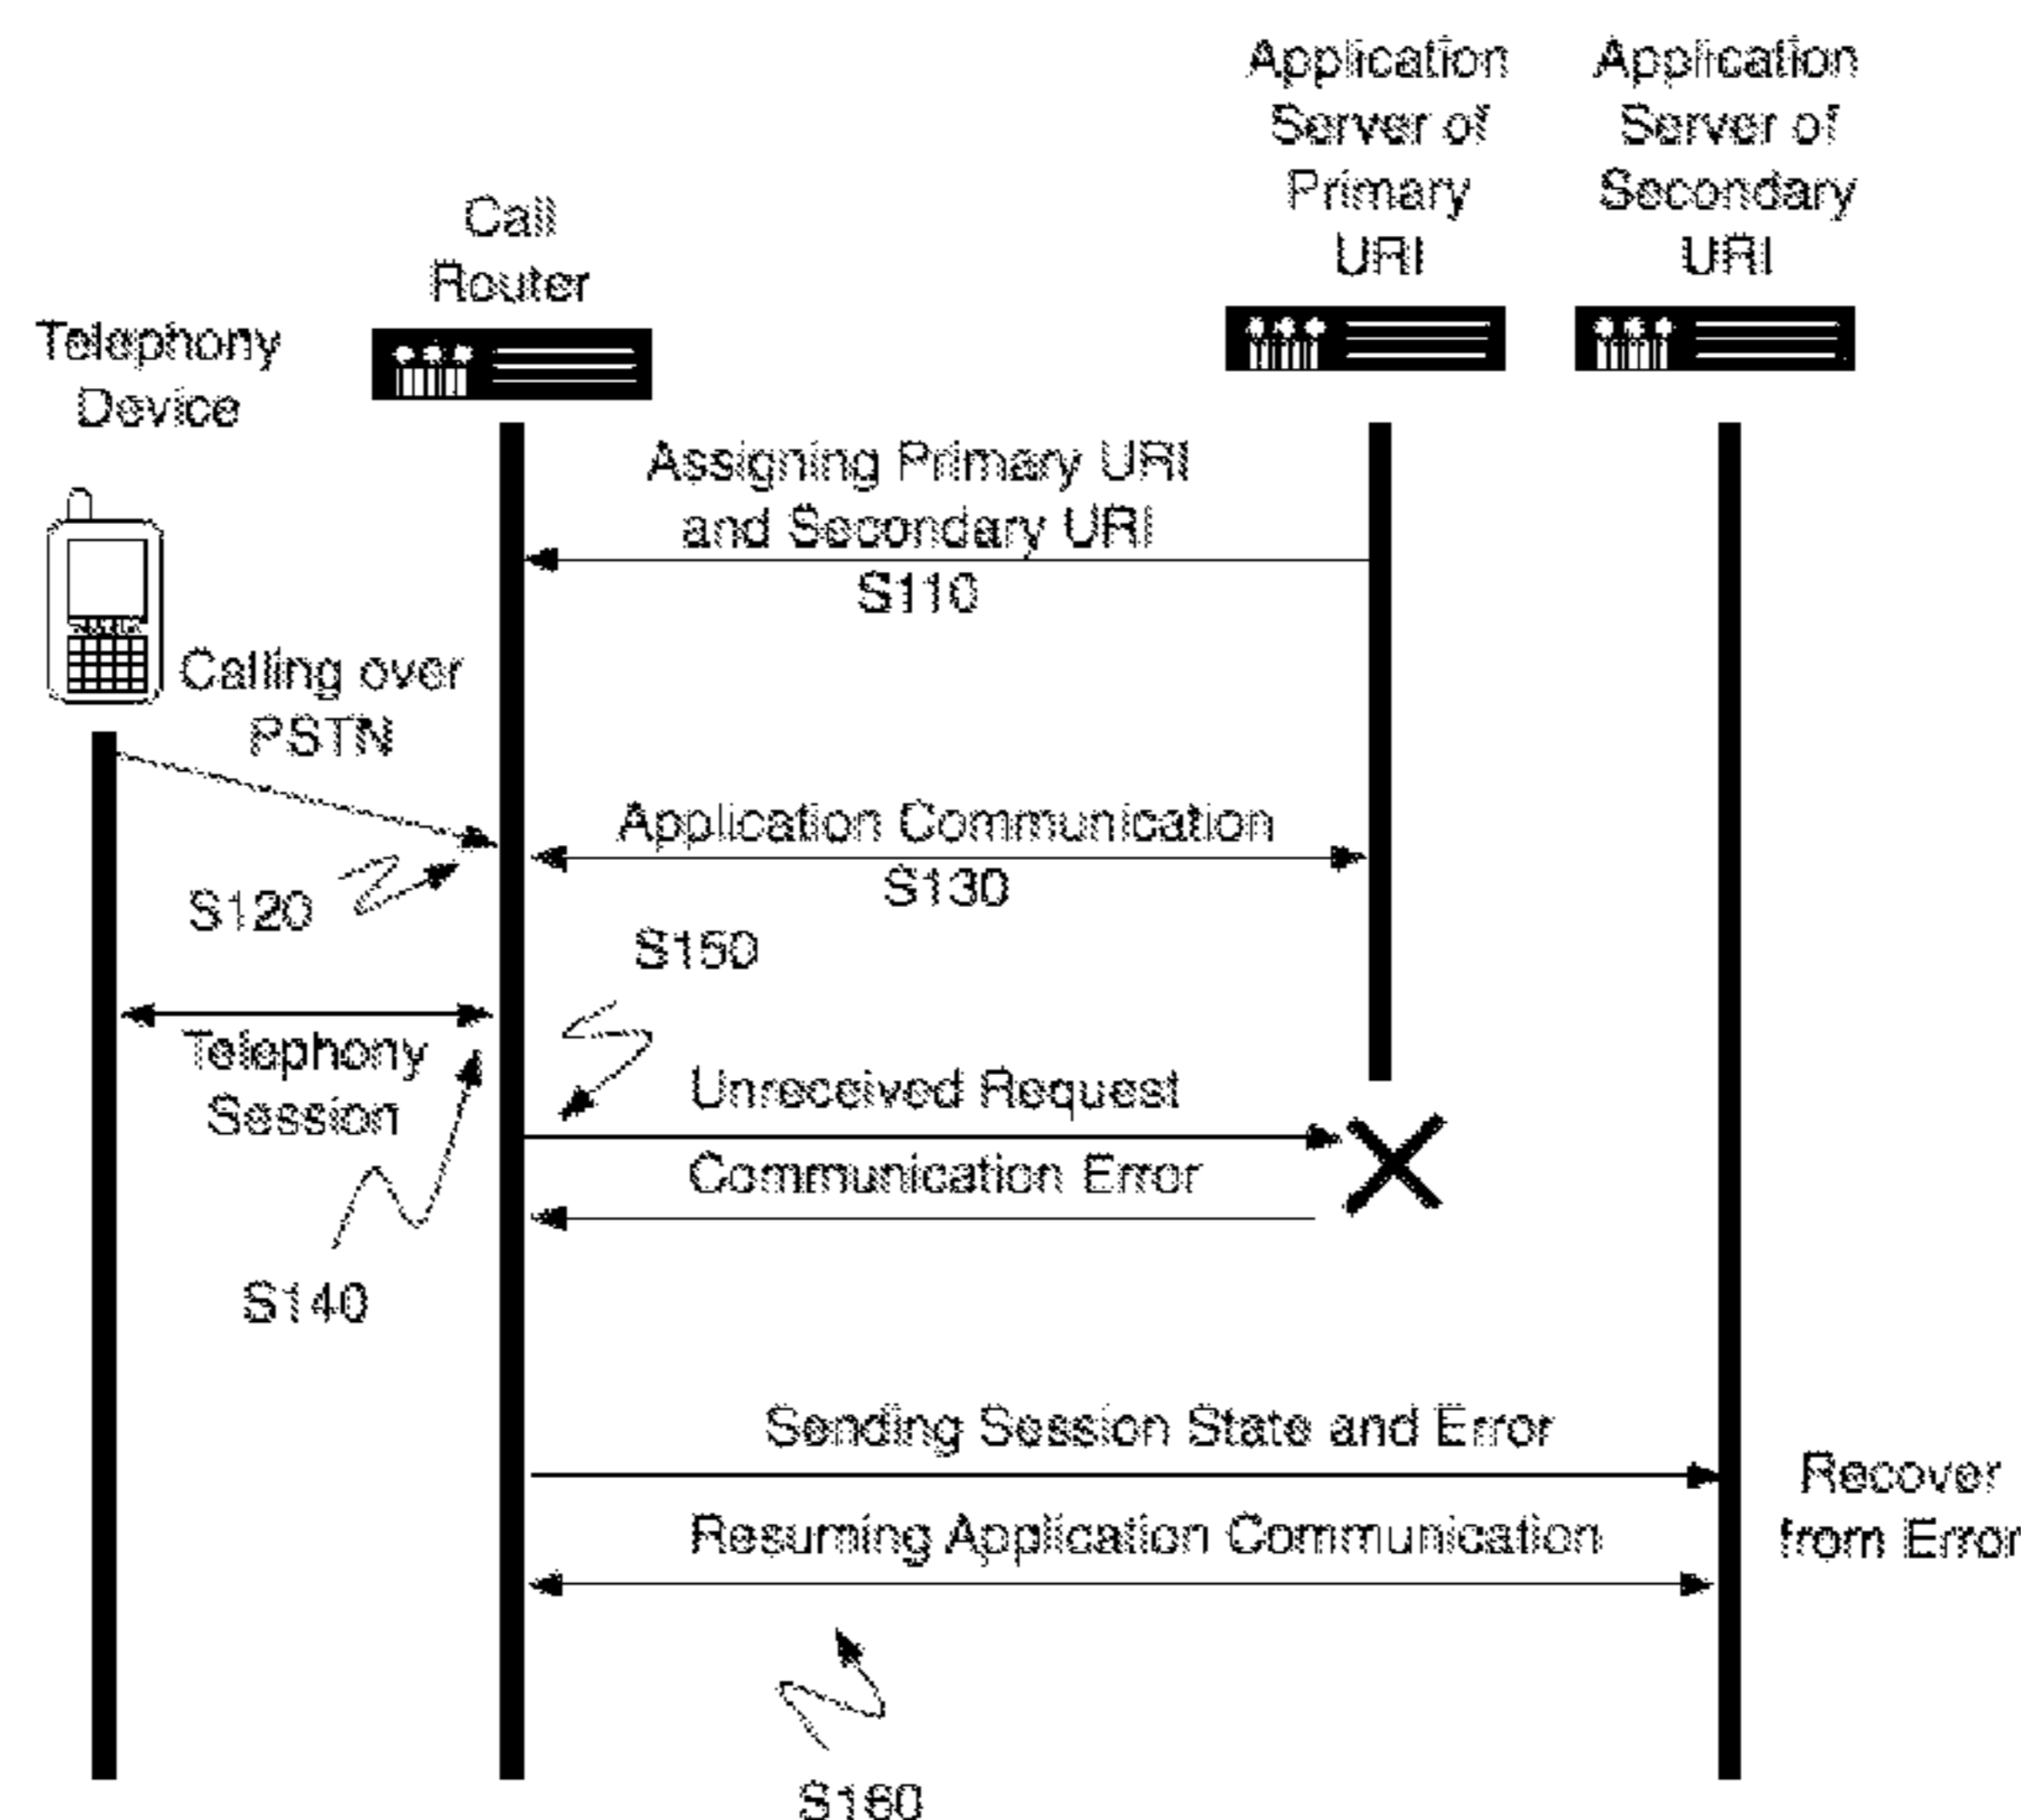 Application
Server of
Primary
URI
Application
Server of
Secondary
URI
Call
Router
Telephony
Device
Assigning Primary URI
and Secondary URI
S110
Calling over
PSTN
Application Communication
S130
S120
S150
Telephony
Session
Unreceived Request
Communication Error
S140
Sending Session State and Error
Recover
from Error
Resuming Application Communication
S160